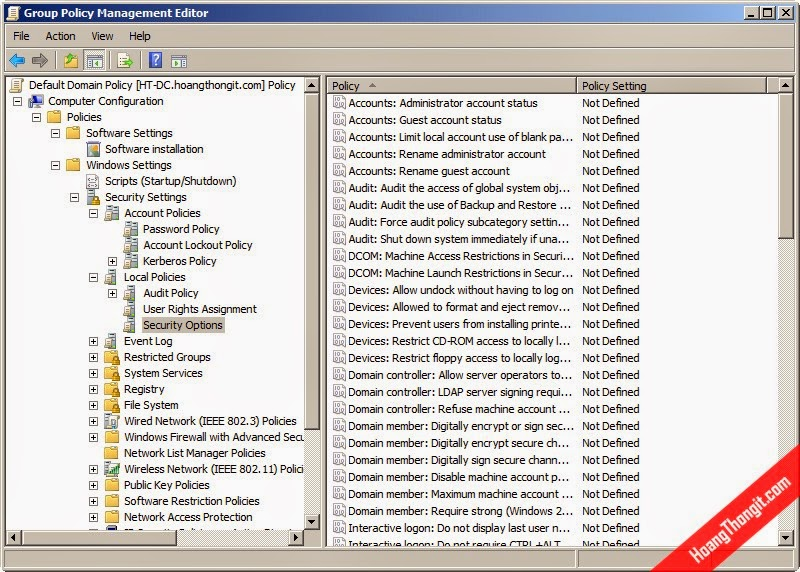 Group Policy Management Editor
File Action View Help
Default Domain Policy [HT-DC.hoangthongit.com] Policy
Computer Configuration
Policies
Software Settings
Software installation
Windows Settings
Scripts (Startup/Shutdown)
Security Settings
Account Policies
Password Policy
Account Lockout Policy
Kerberos Policy
Local Policies
Audit Policy
User Rights Assignment
Security Options
Event Log
Restricted Groups
System Services
Registry
File System
Wired Network (IEEE 802.3) Policies
Windows Firewall with Advanced Secu
Network List Manager Policies
Wireless Network (IEEE 802.11) Polici
Public Key Policies
Software Restriction Policies
Network Access Protection
Policy Policy Setting
Accounts: Administrator account status Not Defined
Accounts: Guest account status Not Defined
Accounts: Limit local account use of blank pa... Not Defined
Accounts: Rename administrator account Not Defined
Accounts: Rename guest account Not Defined
Audit: Audit the access of global system obj... Not Defined
Audit: Audit the use of Backup and Restore ... Not Defined
Audit: Force audit policy subcategory settin... Not Defined
Audit: Shut down system immediately if una... Not Defined
DCOM: Machine Access Restrictions in Securi... Not Defined
DCOM: Machine Launch Restrictions in Secur... Not Defined
Devices: Allow undock without having to log on Not Defined
Devices: Allowed to format and eject remov... Not Defined
Devices: Prevent users from installing printe... Not Defined
Devices: Restrict CD-ROM access to locally l... Not Defined
Devices: Restrict floppy access to locally log... Not Defined
Domain controller: Allow server operators to... Not Defined
Domain controller: LDAP server signing requi... Not Defined
Domain controller: Refuse machine account ... Not Defined
Domain member: Digitally encrypt or sign sec... Not Defined
Domain member: Digitally encrypt secure ch... Not Defined
Domain member: Digitally sign secure chann... Not Defined
Domain member: Disable machine account p... Not Defined
Domain member: Maximum machine account ... Not Defined
Domain member: Require strong (Windows 2... Not Defined
Interactive logon: Do not display last user n... Not Defined
Interactive logon: Do not require CTRL+ALT... Not Defined
HoangThongit.com